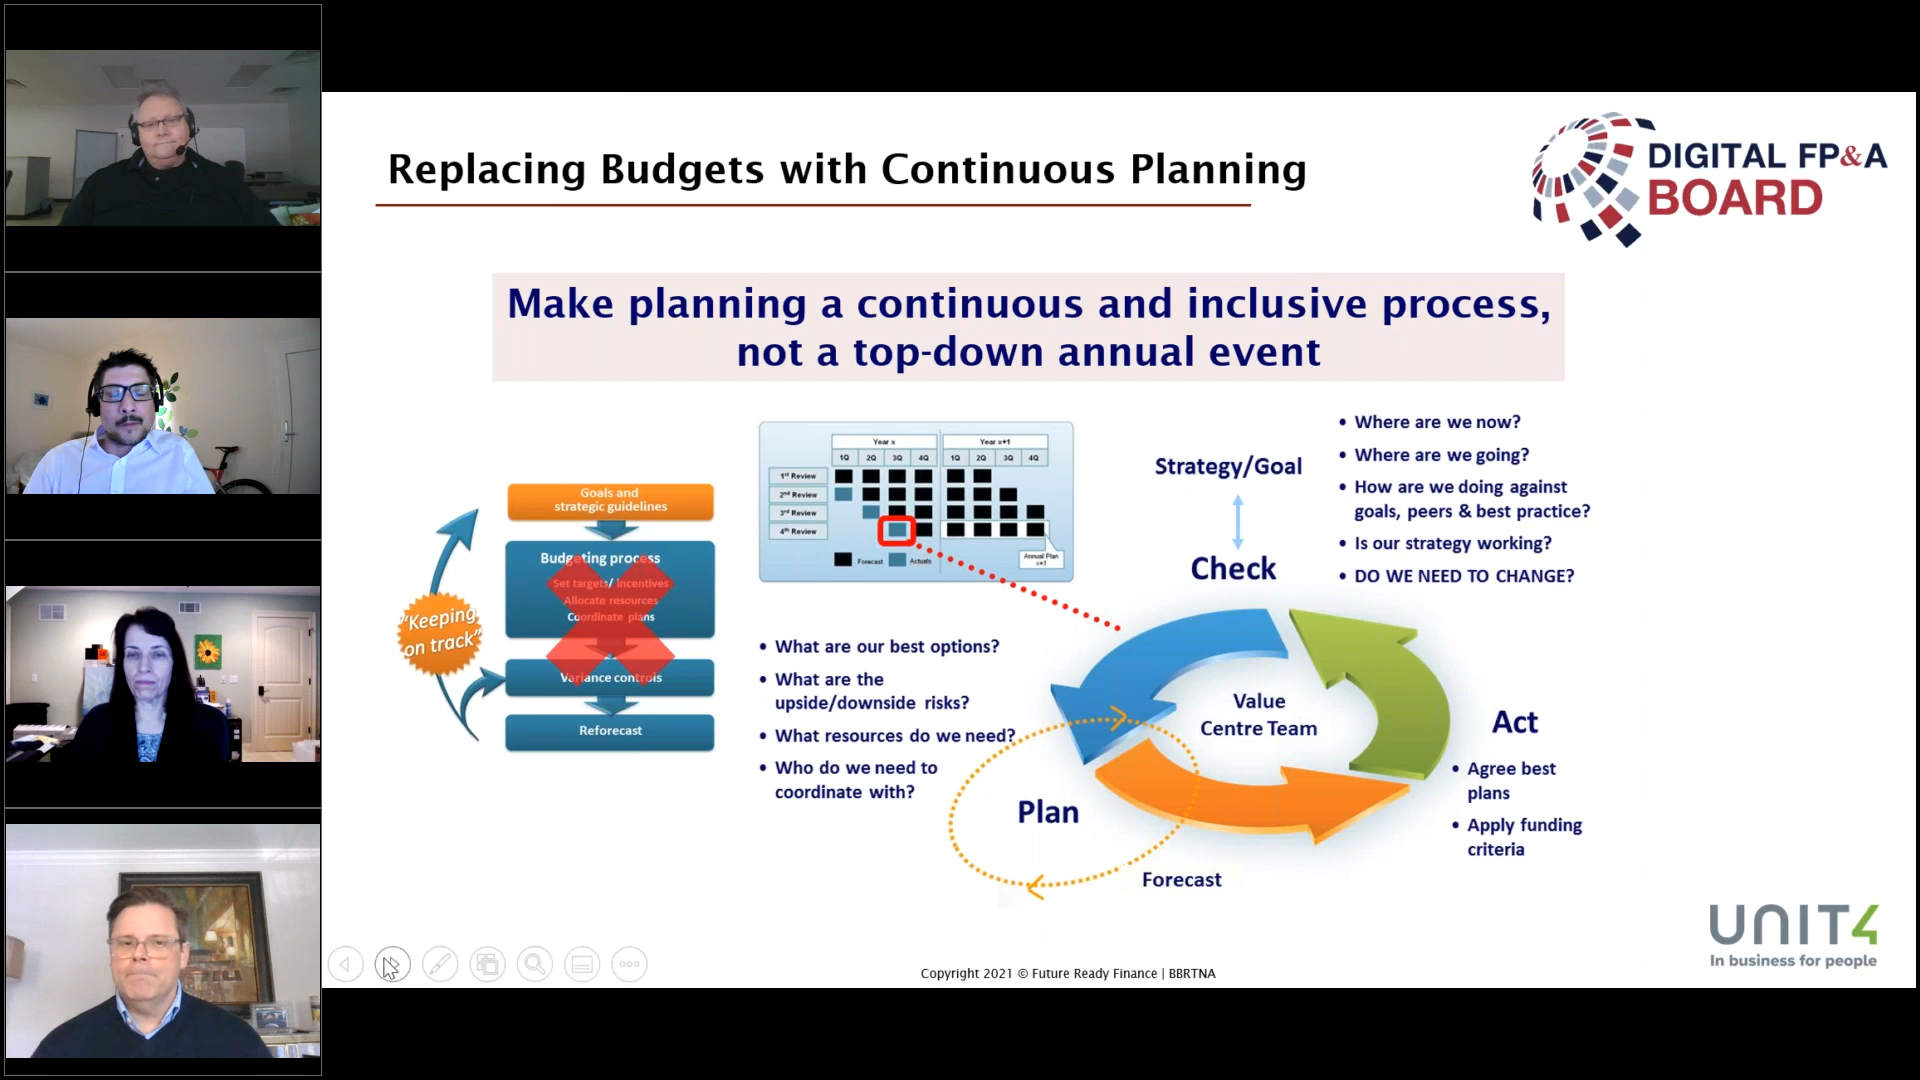 Replacing Budgets with Continuous Planning
DIGITAL FP&A
BOARD
Make planning a continuous and inclusive process,
not a top-down annual event
Goals and
strategic guidelines
Budgeting process
Set targets/ incentives
Allocate resources
Coordinate plans
Variance controls
Reforecast
"Keeping
on track"
Year x
Year x+1
1Q 2Q 3Q 4Q 1Q 2Q 3Q 4Q
1st Review
2nd Review
3rd Review
4th Review
Forecast
Actuals
Annual Plan
x+1
Strategy/Goal
Check
• Where are we now?
• Where are we going?
• How are we doing against
goals, peers & best practice?
• Is our strategy working?
• DO WE NEED TO CHANGE?
• What are our best options?
• What are the
upside/downside risks?
• What resources do we need?
• Who do we need to
coordinate with?
Value
Centre Team
Plan
Forecast
Act
• Agree best
plans
• Apply funding
criteria
Copyright 2021 © Future Ready Finance | BBRTNA
UNIT4
In business for people